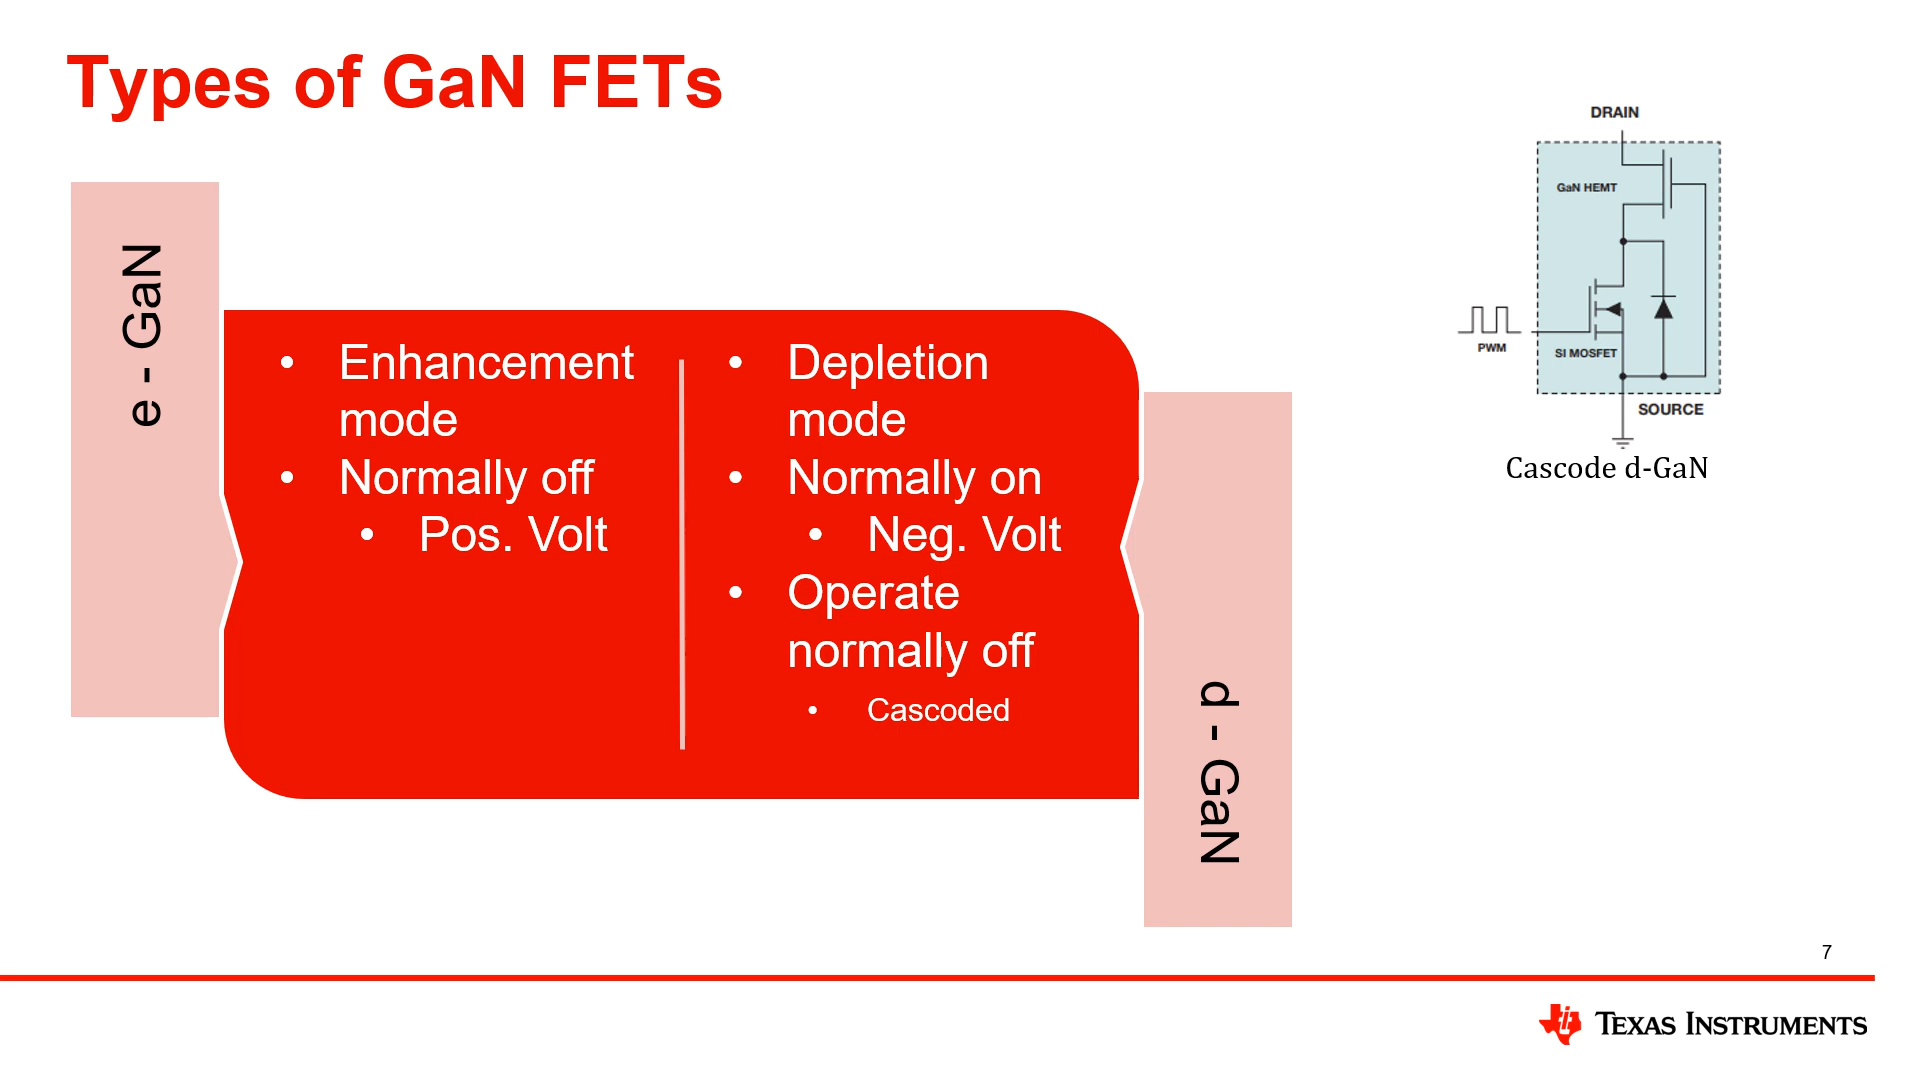 Types of GaN FETs
e - GaN
• Enhancement
mode
• Normally off
• Pos. Volt
• Depletion
mode
• Normally on
• Neg. Volt
• Operate
normally off
• Cascoded
d - GaN
DRAIN
GaN HEMT
PWM
SI MOSFET
SOURCE
Cascode d-GaN
7
TEXAS INSTRUMENTS